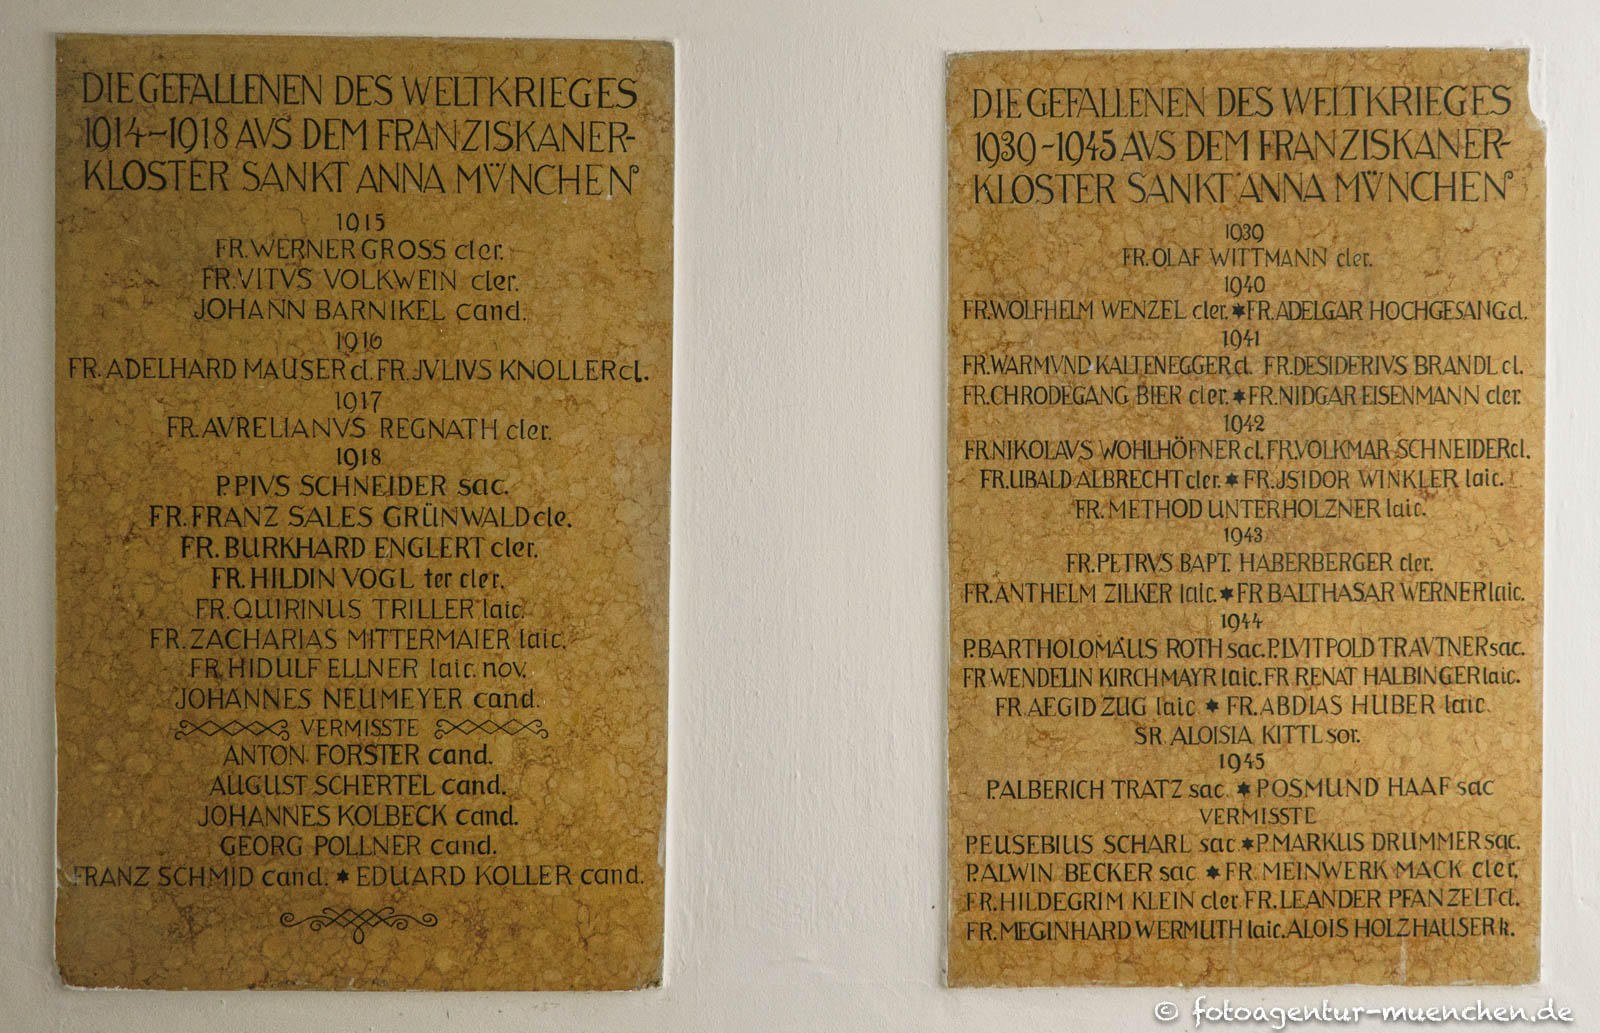 DIE GEFALLENEN DES WELTKRIEGES
1914-1918 AVS DEM FRANZISKANER-
KLOSTER SANKT ANNA MVNCHEN
1915
FR. WERNER GROSS cler.
FR. VITVS VOLKWEIN cler.
JOHANN BARNIKEL cand.
1916
FR. ADELHARD MAUSER cl. FR. JVLIVS KNOLLER cl.
1917
FR. AVRELIANVS REGNATH cler.
1918
P. PIVS SCHNEIDER sac.
FR. FRANZ SALES GRÜNWALD cle.
FR. BURKHARD ENGLERT cler.
FR. HILDIN VOGL ter cler.
FR. QUIRINUS TRILLER laic.
FR. ZACHARIAS MITTERMAIER laic.
FR. HIDULF ELLNER laic. nov.
JOHANNES NEUMEYER cand.
VERMISSTE
ANTON FORSTER cand.
AUGUST SCHERTEL cand.
JOHANNES KOLBECK cand.
GEORG POLLNER cand.
FRANZ SCHMID cand. ★ EDUARD KOLLER cand.
DIE GEFALLENEN DES WELTKRIEGES
1939-1945 AVS DEM FRANZISKANER-
KLOSTER SANKT ANNA MVNCHEN
1939
FR. OLAF WITTMANN cler.
1940
FR. WOLFHELM WENZEL cler. ★ FR. ADELGAR HOCHGESANG cl.
1941
FR. WARMVND KALTENEGGER cl. FR. DESIDERIVS BRANDL cl.
FR. CHRODEGANG BIER cler. ★ FR. NIDGAR EISENMANN cler.
1942
FR. NIKOLAVS WOHLHÖFNER cl. FR. VOLKMAR SCHNEIDER cl.
FR. UBALD ALBRECHT cler. ★ FR. JSIDOR WINKLER laic.
FR. METHOD UNTERHOLZNER laic.
1943
FR. PETRVS BAPT. HABERBERGER cler.
FR. ANTHELM ZILKER laic. ★ FR BALTHASAR WERNER laic.
1944
P. BARTHOLOMÄUS ROTH sac. P. LVITPOLD TRAVTNER sac.
FR WENDELIN KIRCHMAYR laic. FR RENAT HALBINGER laic.
FR AEGID ZUG laic ★ FR. ABDIAS HUBER laic.
SR. ALOISIA KITTL sor.
1945
P. ALBERICH TRATZ sac. ★ P OSMUND HAAF sac
VERMISSTE
P EUSEBIUS SCHARL sac ★ P. MARKUS DRUMMER sac.
P. ALWIN BECKER sac ★ FR. MEINWERK MACK cler.
FR. HILDEGRIM KLEIN cler FR. LEANDER PFANZELT cl.
FR. MEGINHARD WERMUTH laic. ALOIS HOLZHAUSER k.
© fotoagentur-muenchen.de